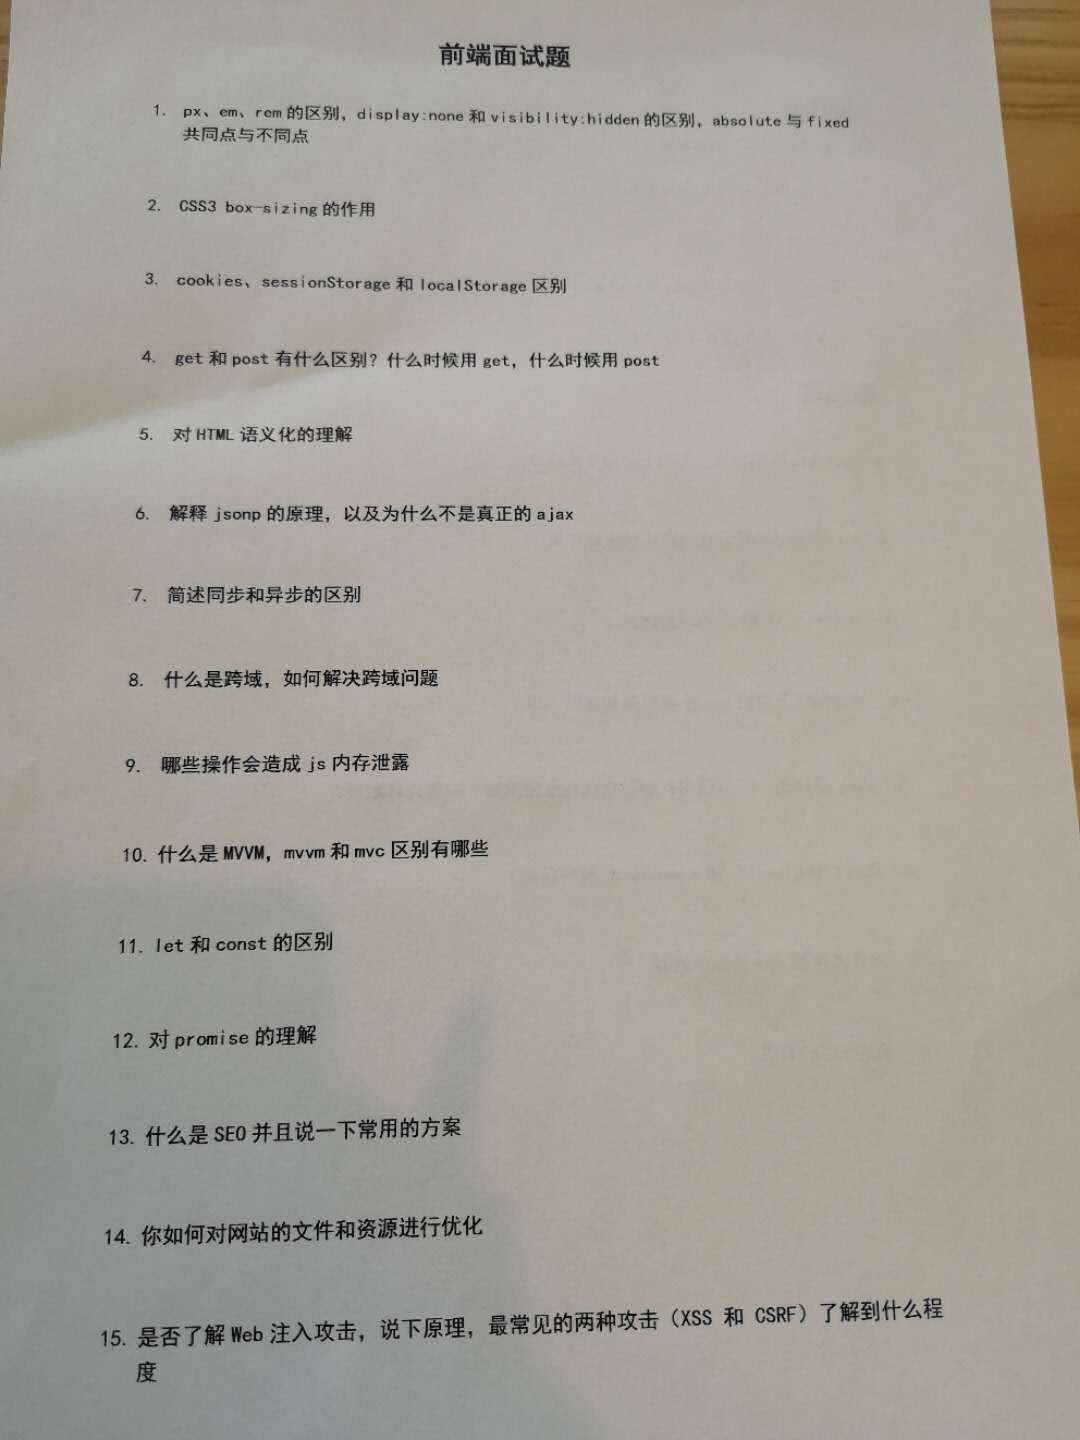 前端面试题
1. px、em、rem 的区别，display:none 和 visibility:hidden 的区别，absolute 与 fixed
共同点与不同点
2. CSS3 box-sizing 的作用
3. cookies、sessionStorage 和 localStorage 区别
4. get 和 post 有什么区别？什么时候用 get，什么时候用 post
5. 对 HTML 语义化的理解
6. 解释 jsonp 的原理，以及为什么不是真正的 ajax
7. 简述同步和异步的区别
8. 什么是跨域，如何解决跨域问题
9. 哪些操作会造成 js 内存泄露
10. 什么是 MVVM，mvvm 和 mvc 区别有哪些
11. let 和 const 的区别
12. 对 promise 的理解
13. 什么是 SEO 并且说一下常用的方案
14. 你如何对网站的文件和资源进行优化
15. 是否了解 Web 注入攻击，说下原理，最常见的两种攻击（XSS 和 CSRF）了解到什么程
度